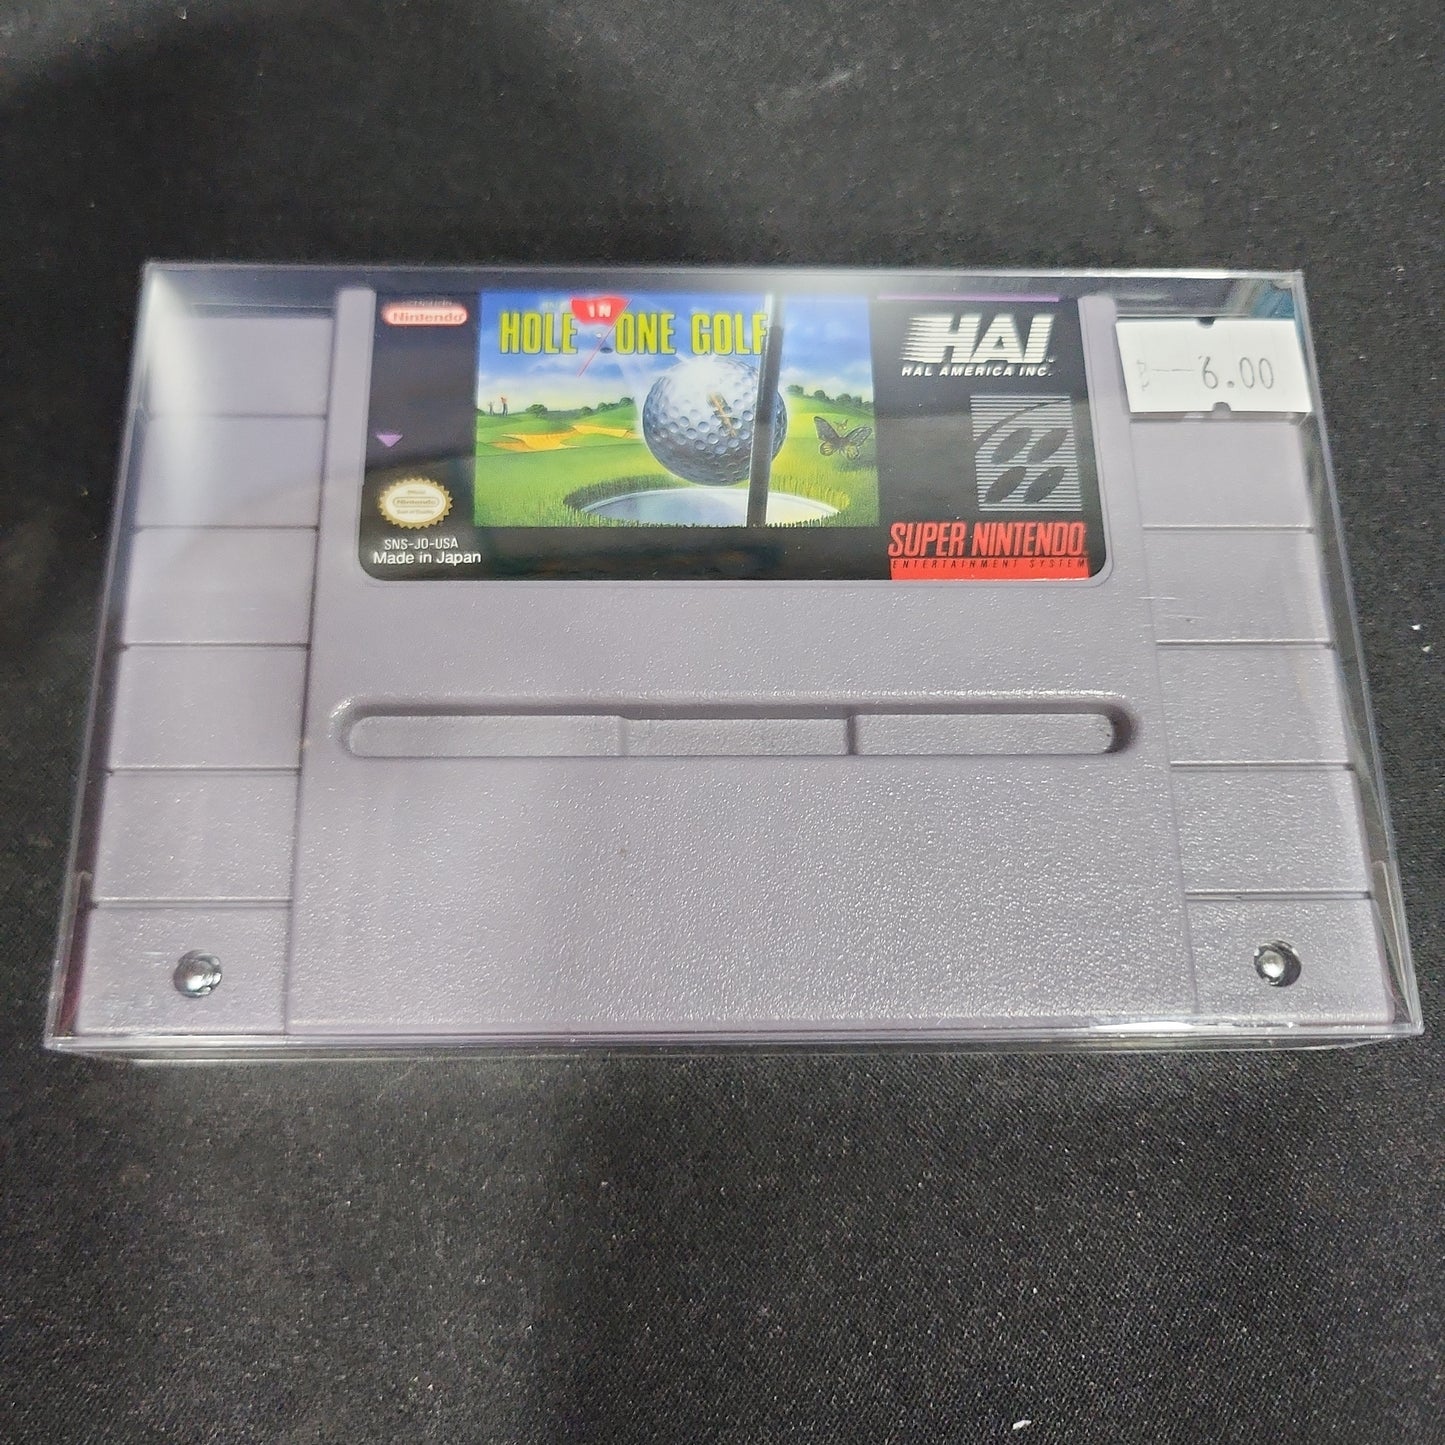 Nintendo
HOLE IN ONE GOLF
HAL
HAL AMERICA INC.
6.00
Nintendo
SNS-JO-USA
Made in Japan
SUPER NINTENDO
ENTERTAINMENT SYSTEM